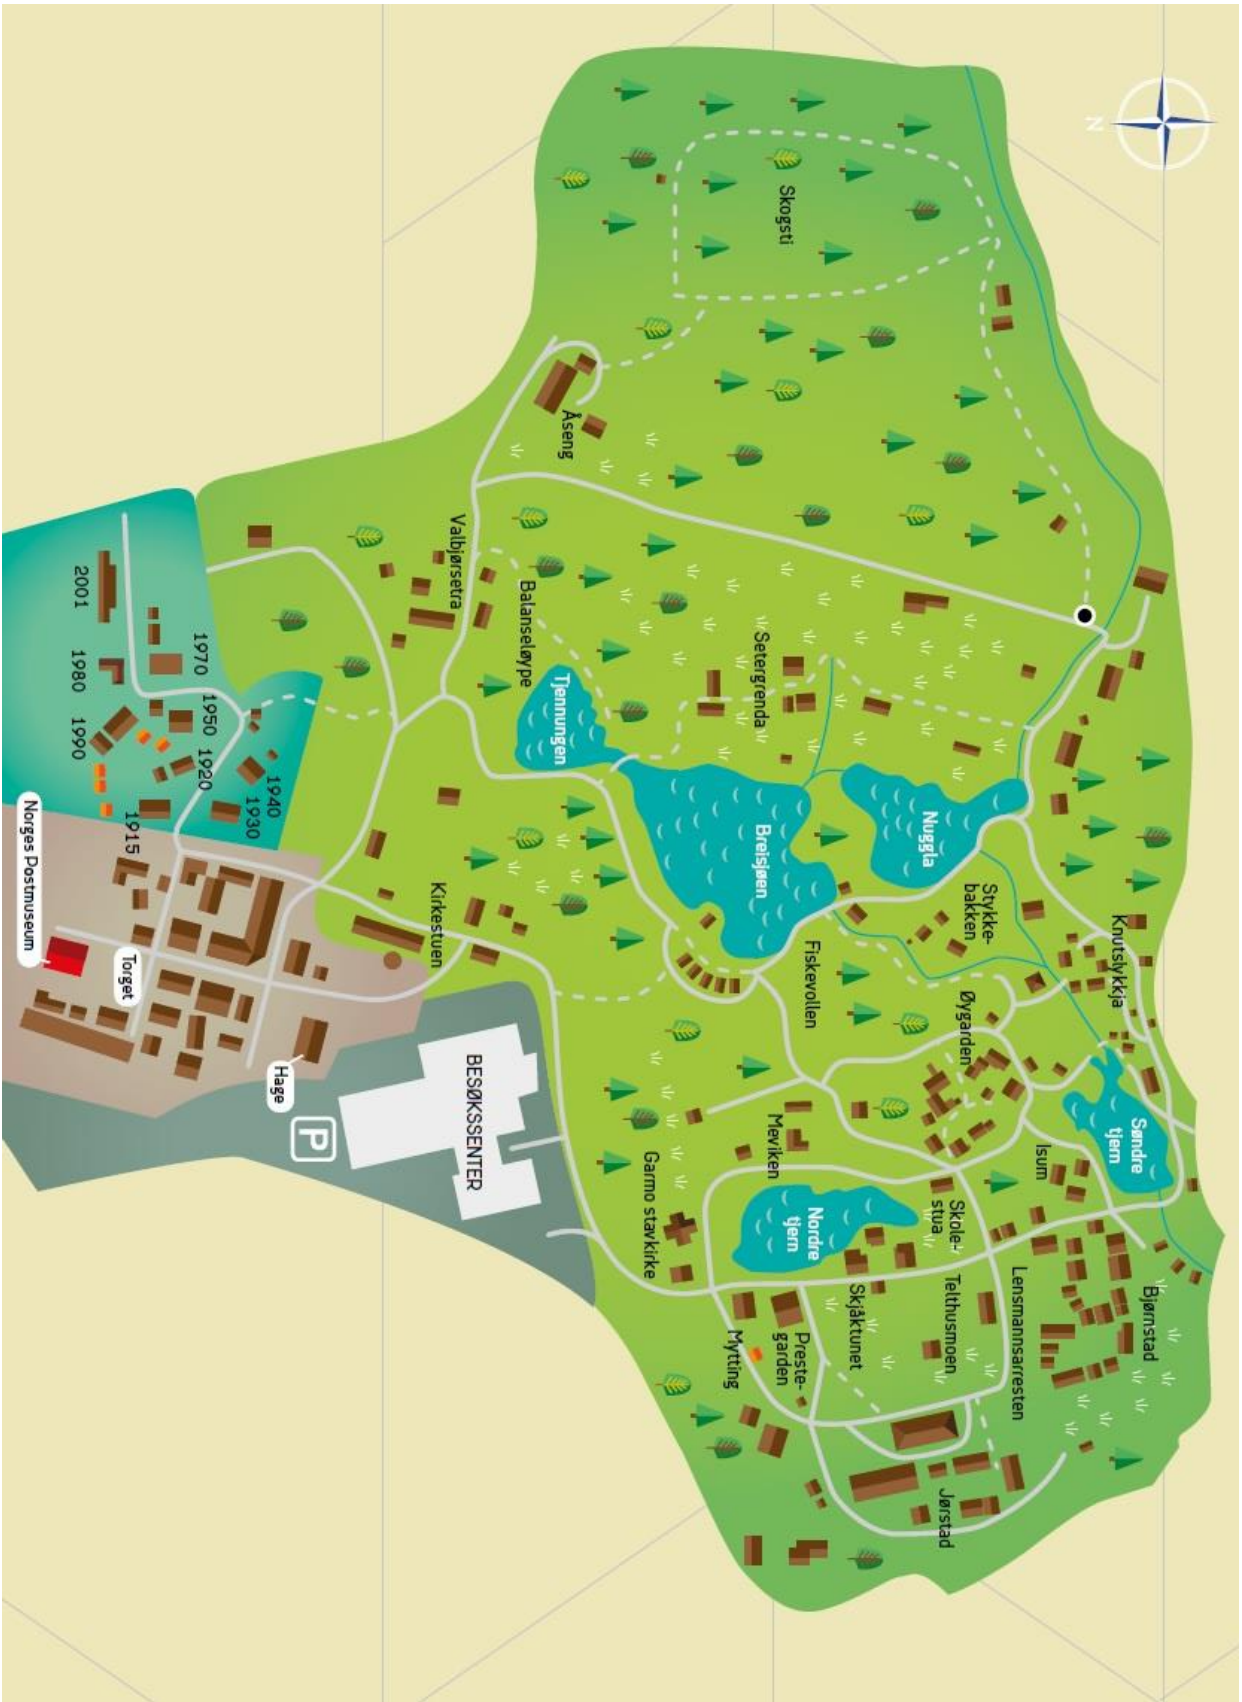 N
Skogsti
Åseng
Valbjørsetra
Balanseløype
Setergrenda
Tjennungen
Breisjøen
Nuggla
Stykke-
bakken
Knutslykkja
Fiskevollen
Øygarden
Søndre
tjern
Isum
Meviken
Skole-
stua
Nordre
tjern
Garmo stavkirke
Bjørnstad
Lensmannsarresten
Telthusmoen
Skjåktunet
Preste-
garden
Mytting
Jørstad
Kirkestuen
BESØKSSENTER
P
Hage
Torget
Norges Postmuseum
2001
1980
1970
1950
1990
1920
1940
1930
1915